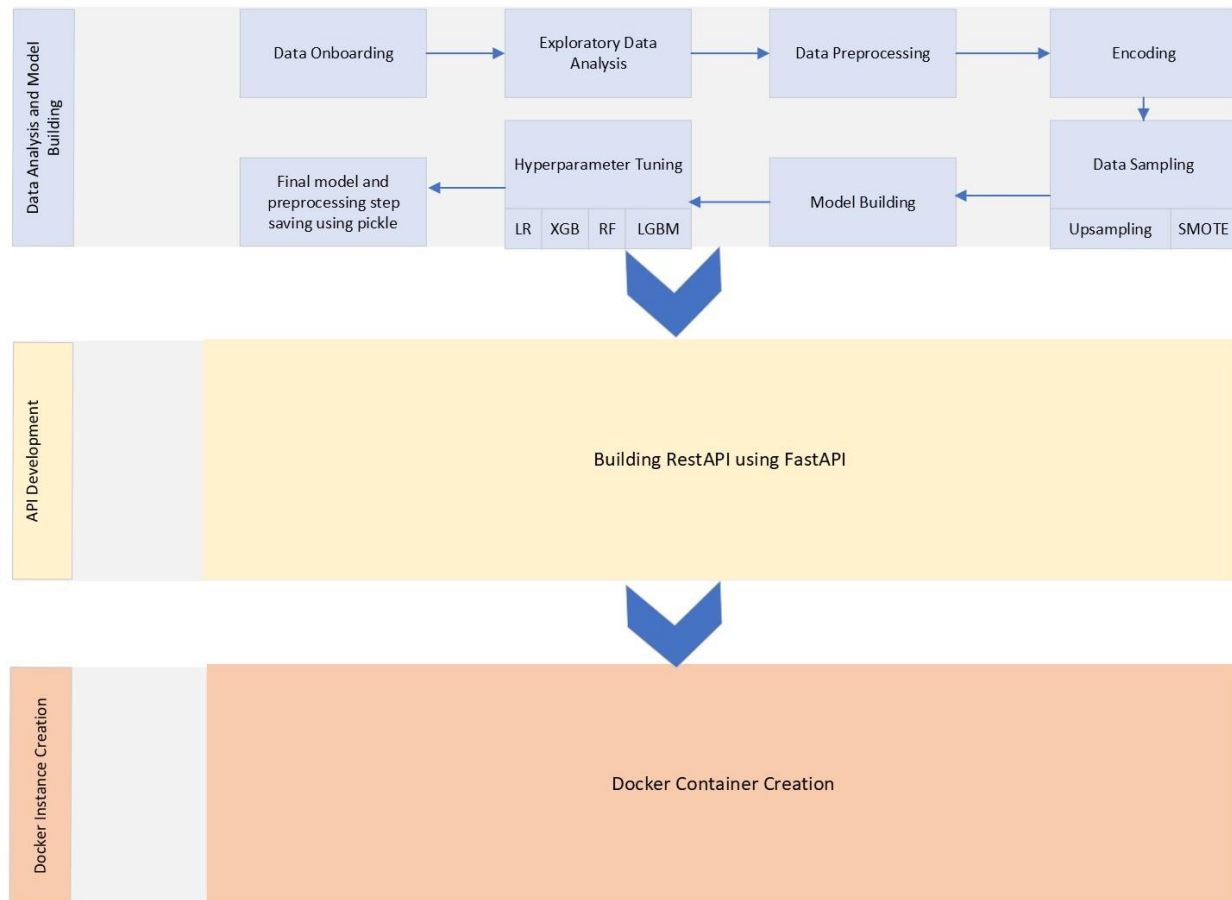 Data Analysis and Model
Building
Data Onboarding
Exploratory Data
Analysis
Data Preprocessing
Encoding
Final model and
preprocessing step
saving using pickle
Hyperparameter Tuning
LR
XGB
RF
LGBM
Model Building
Data Sampling
Upsampling
SMOTE
API Development
Building RestAPI using FastAPI
Docker Instance Creation
Docker Container Creation